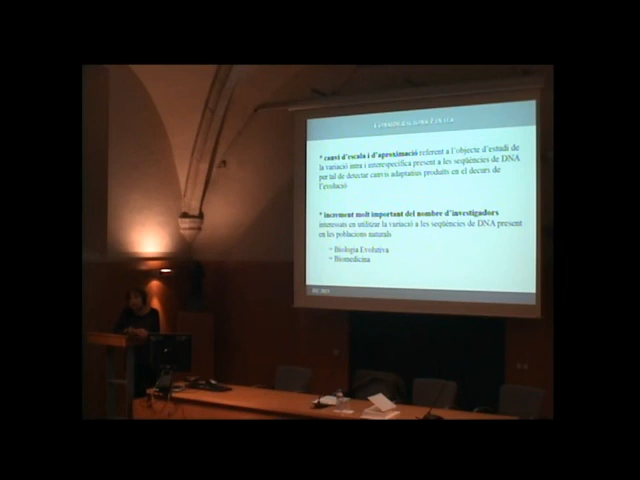 Consideracions Finals
* canvi d'escala i d'aproximació referent a l'objecte d'estudi de
la variació intra i interespecífica present a les seqüències de DNA
per tal de detectar canvis adaptatius produïts en el decurs de
l'evolució
* increment molt important del nombre d'investigadors
interessats en utilitzar la variació a les seqüències de DNA present
en les poblacions naturals
÷ Biologia Evolutiva
÷ Biomedicina